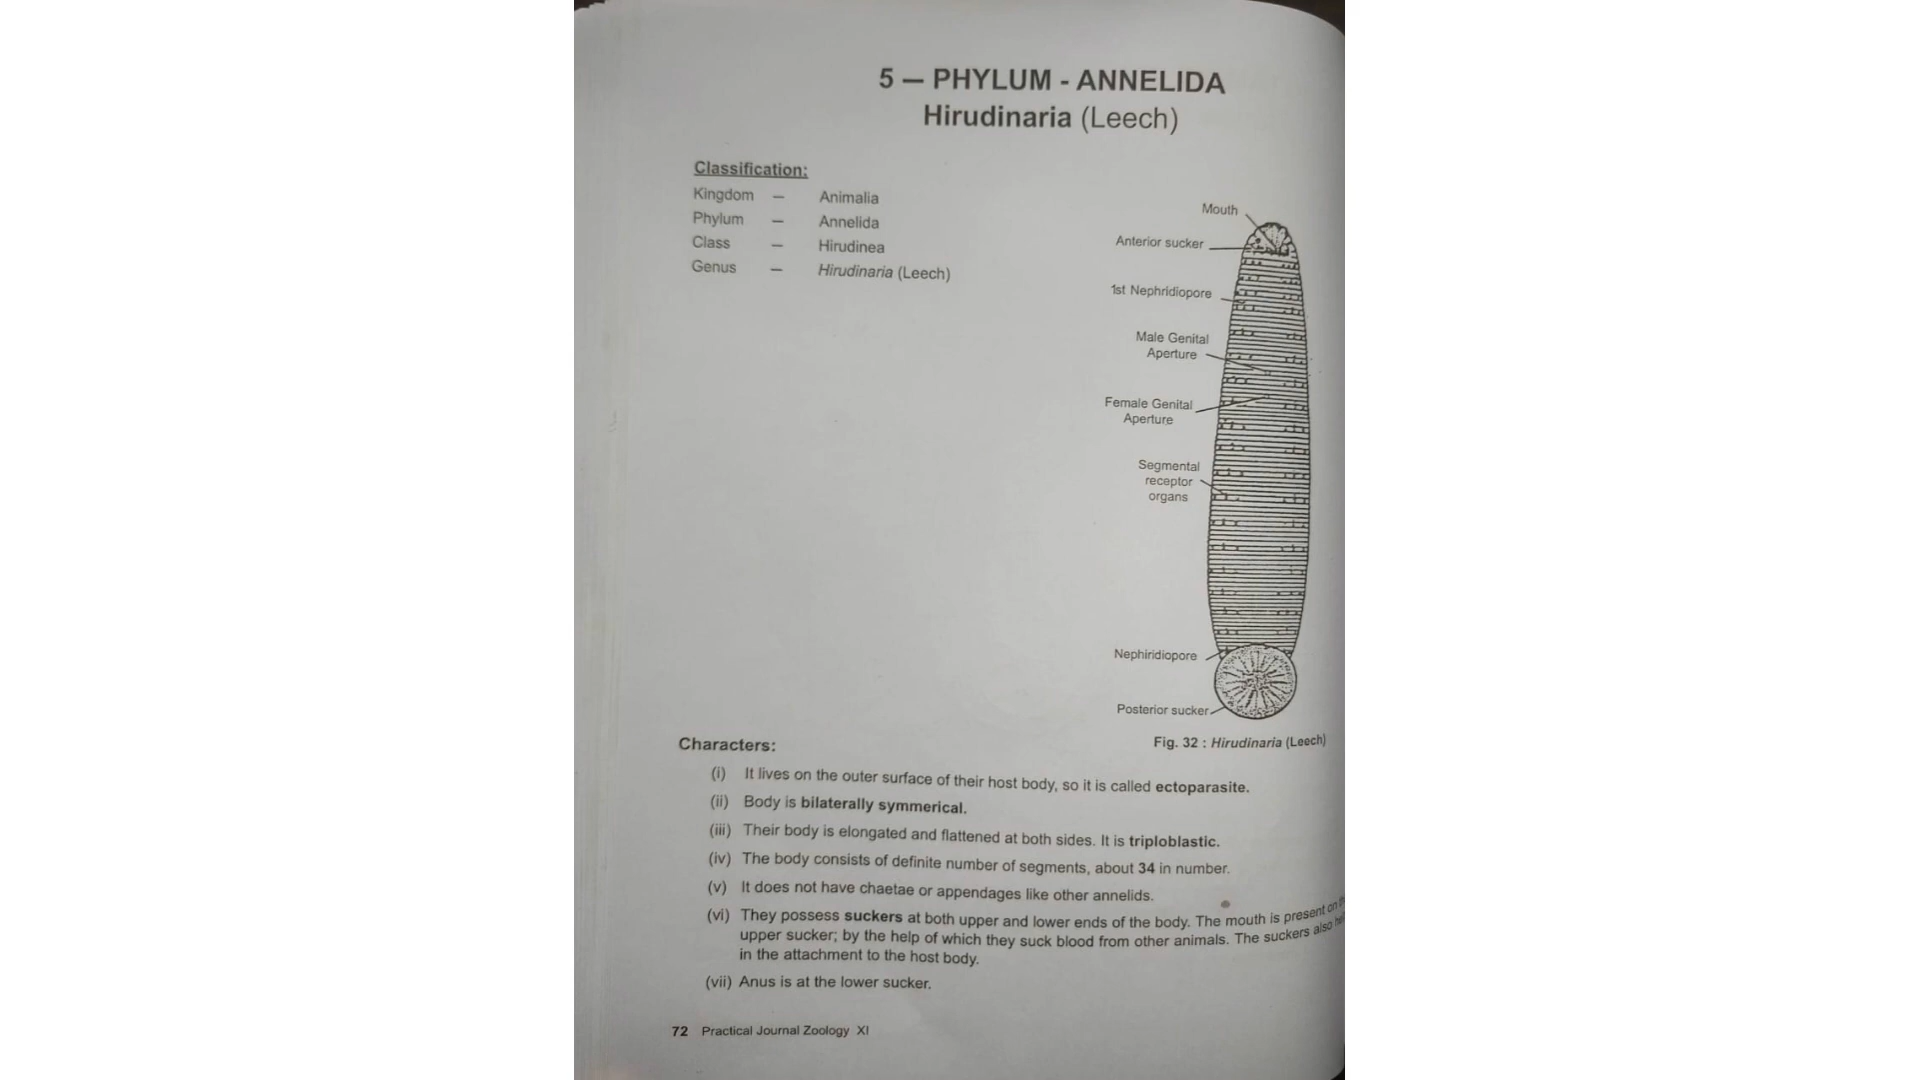 5 — PHYLUM - ANNELIDA
Hirudinaria (Leech)
Classification:
Kingdom — Animalia
Phylum — Annelida
Class — Hirudinea
Genus — Hirudinaria (Leech)
Mouth
Anterior sucker
1st Nephridiopore
Male Genital
Aperture
Female Genital
Aperture
Segmental
receptor
organs
Nephiridiopore
Posterior sucker
Fig. 32 : Hirudinaria (Leech)
Characters:
(i) It lives on the outer surface of their host body, so it is called ectoparasite.
(ii) Body is bilaterally symmerical.
(iii) Their body is elongated and flattened at both sides. It is triploblastic.
(iv) The body consists of definite number of segments, about 34 in number.
(v) It does not have chaetae or appendages like other annelids.
(vi) They possess suckers at both upper and lower ends of the body. The mouth is present on
upper sucker; by the help of which they suck blood from other animals. The suckers also
in the attachment to the host body.
(vii) Anus is at the lower sucker.
72 Practical Journal Zoology XI